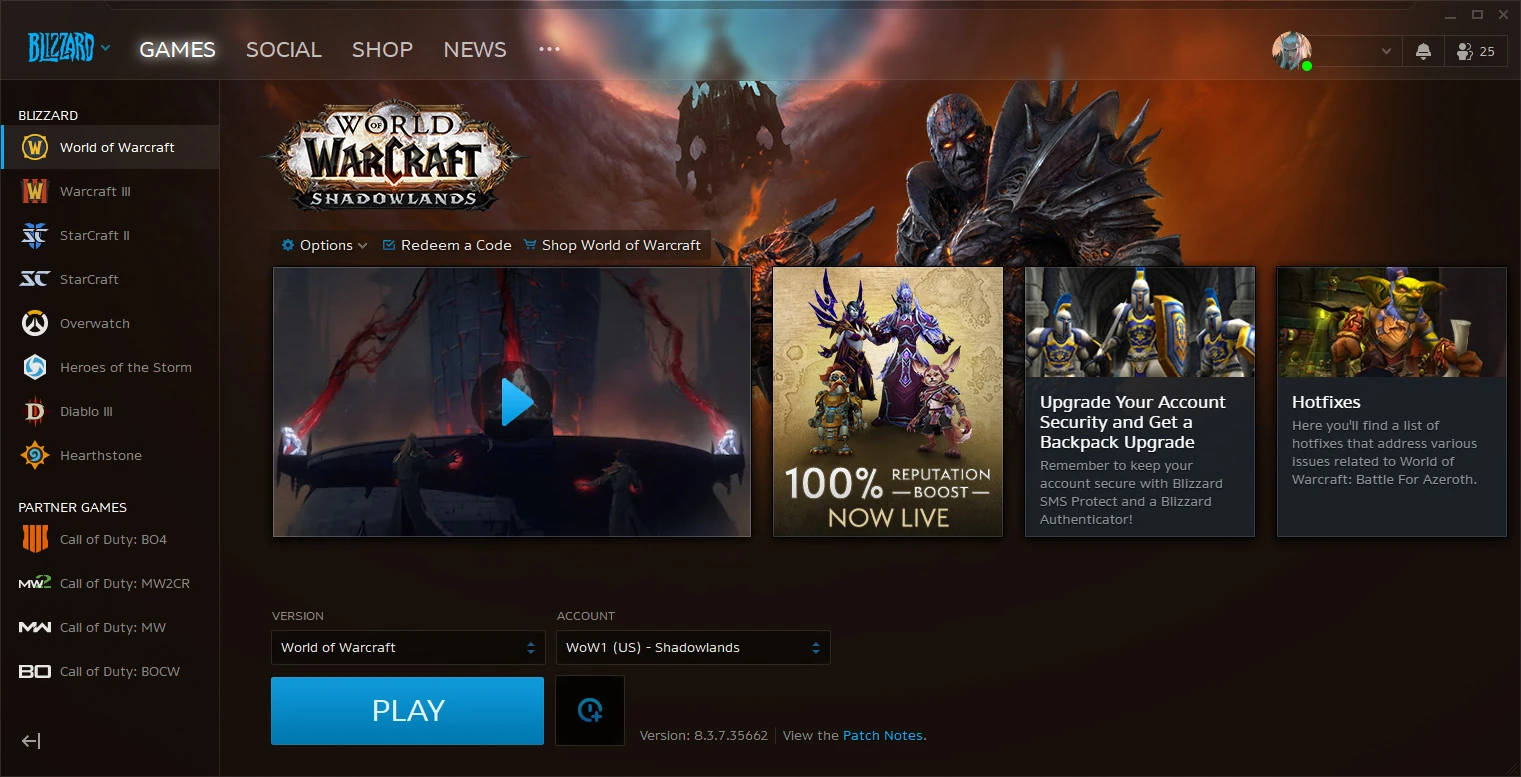 BLIZZARD
GAMES
SOCIAL
SHOP
NEWS
25
BLIZZARD
World of Warcraft
Warcraft III
StarCraft II
StarCraft
Overwatch
Heroes of the Storm
Diablo III
Hearthstone
PARTNER GAMES
Call of Duty: BO4
MW2
Call of Duty: MW2CR
MW
Call of Duty: MW
BO
Call of Duty: BOCW
WORLD
OF
WARCRAFT
SHADOWLANDS
Options
Redeem a Code
Shop World of Warcraft
100% REPUTATION
BOOST
NOW LIVE
Upgrade Your Account
Security and Get a
Backpack Upgrade
Remember to keep your
account secure with Blizzard
SMS Protect and a Blizzard
Authenticator!
Hotfixes
Here you'll find a list of
hotfixes that address various
issues related to World of
Warcraft: Battle For Azeroth.
VERSION
World of Warcraft
ACCOUNT
WoW1 (US) - Shadowlands
PLAY
Version: 8.3.7.35662
View the Patch Notes.